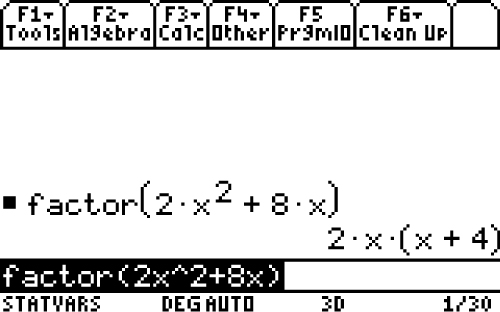 F1▾ F2▾ F3▾ F4▾ F5 F6▾
Tools Algebra Calc Other PrgmIO Clean Up
▪ factor(2·x² + 8·x)
2·x·(x + 4)
factor(2x^2+8x)
STATVARS DEG AUTO 3D 1/30